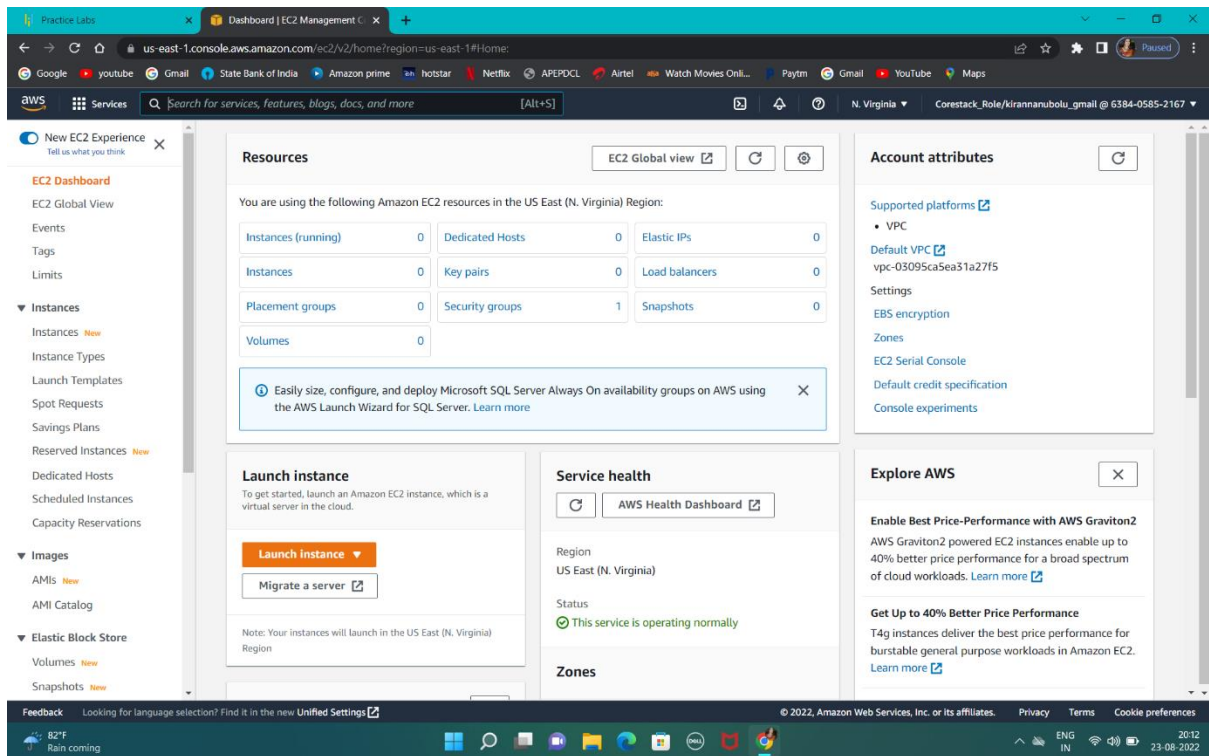 Practice Labs
Dashboard | EC2 Management C
us-east-1.console.aws.amazon.com/ec2/v2/home?region=us-east-1#Home:
Paused
Google youtube Gmail State Bank of India Amazon prime hotstar Netflix APEPDCL Airtel Watch Movies Onli... Paytm Gmail YouTube Maps
aws Services Search for services, features, blogs, docs, and more [Alt+S] N. Virginia ▼ Corestack_Role/kirannanubolu_gmail @ 6384-0585-2167 ▼
New EC2 Experience
Tell us what you think
EC2 Dashboard
EC2 Global View
Events
Tags
Limits
Instances
Instances New
Instance Types
Launch Templates
Spot Requests
Savings Plans
Reserved Instances New
Dedicated Hosts
Scheduled Instances
Capacity Reservations
Images
AMIs New
AMI Catalog
Elastic Block Store
Volumes New
Snapshots New
Resources
EC2 Global view
You are using the following Amazon EC2 resources in the US East (N. Virginia) Region:
Instances (running) 0 Dedicated Hosts 0 Elastic IPs 0
Instances 0 Key pairs 0 Load balancers 0
Placement groups 0 Security groups 1 Snapshots 0
Volumes 0
Easily size, configure, and deploy Microsoft SQL Server Always On availability groups on AWS using
the AWS Launch Wizard for SQL Server. Learn more
Launch instance
To get started, launch an Amazon EC2 instance, which is a
virtual server in the cloud.
Launch instance ▼
Migrate a server
Note: Your instances will launch in the US East (N. Virginia)
Region
Service health
AWS Health Dashboard
Region
US East (N. Virginia)
Status
This service is operating normally
Zones
Account attributes
Supported platforms
• VPC
Default VPC
vpc-03095ca5ea31a27f5
Settings
EBS encryption
Zones
EC2 Serial Console
Default credit specification
Console experiments
Explore AWS
Enable Best Price-Performance with AWS Graviton2
AWS Graviton2 powered EC2 instances enable up to
40% better price performance for a broad spectrum
of cloud workloads. Learn more
Get Up to 40% Better Price Performance
T4g instances deliver the best price performance for
burstable general purpose workloads in Amazon EC2.
Learn more
Feedback Looking for language selection? Find it in the new Unified Settings © 2022, Amazon Web Services, Inc. or its affiliates. Privacy Terms Cookie preferences
82°F
Rain coming
DELL
ENG
IN
20:12
23-08-2022